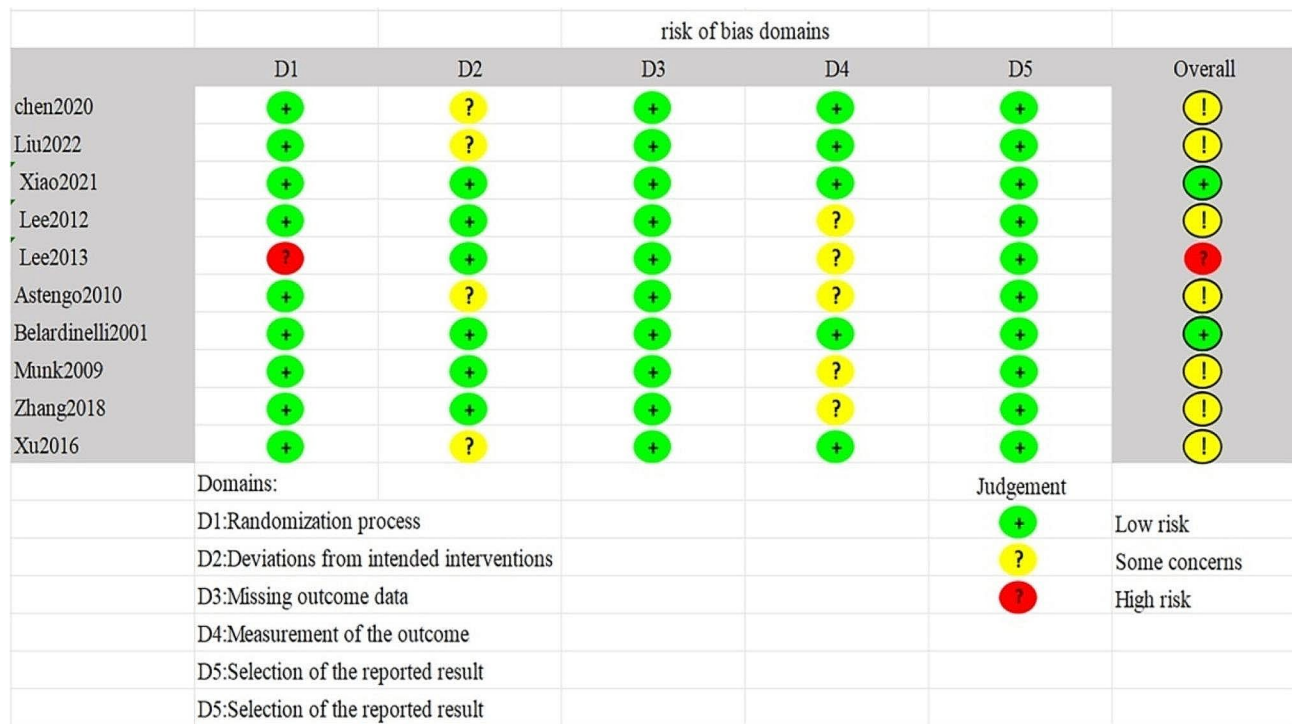 risk of bias domains
D1 D2 D3 D4 D5 Overall
chen2020 + ? + + + !
Liu2022 + ? + + + !
Xiao2021 + + + + + +
Lee2012 + + + ? + !
Lee2013 ? + + ? + ?
Astengo2010 + ? + ? + !
Belardinelli2001 + + + + + +
Munk2009 + + + ? + !
Zhang2018 + + + ? + !
Xu2016 + ? + + + !
Domains: Judgement
D1:Randomization process + Low risk
D2:Deviations from intended interventions ? Some concerns
D3:Missing outcome data ? High risk
D4:Measurement of the outcome
D5:Selection of the reported result
D5:Selection of the reported result